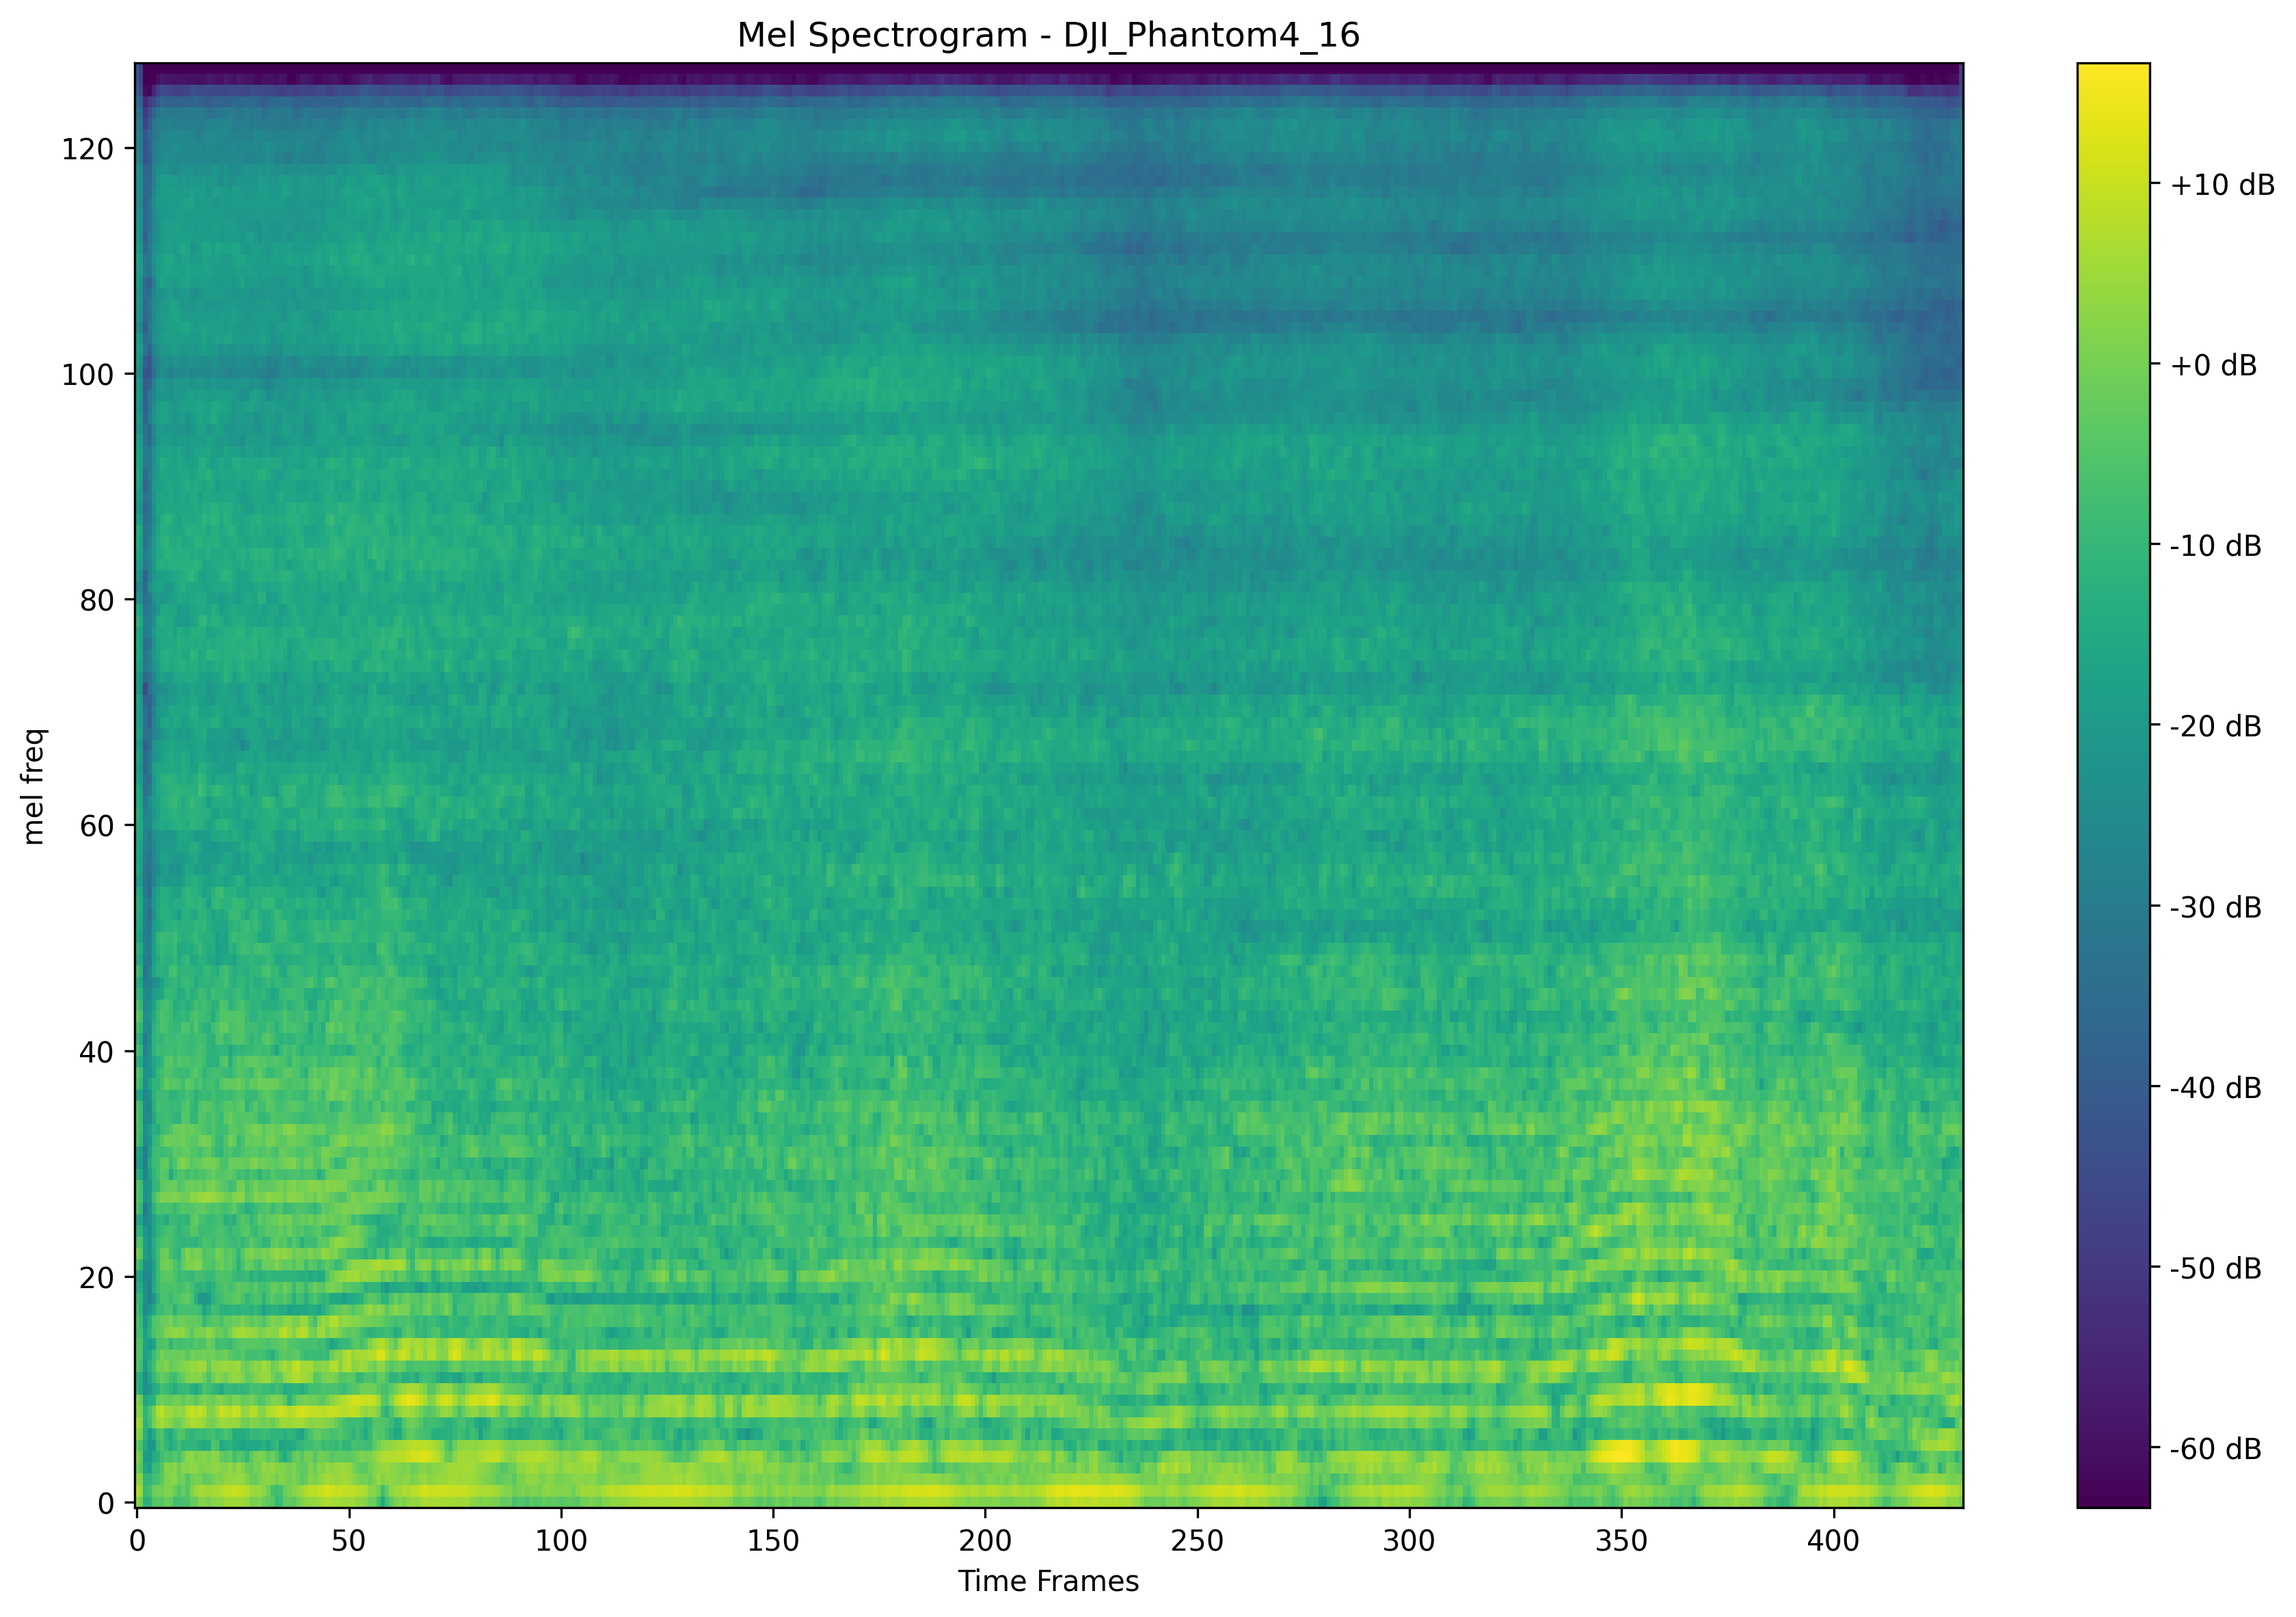 Mel Spectrogram - DJI_Phantom4_16
120
100
80
60
40
20
0
mel freq
0 50 100 150 200 250 300 350 400
Time Frames
+10 dB
+0 dB
-10 dB
-20 dB
-30 dB
-40 dB
-50 dB
-60 dB